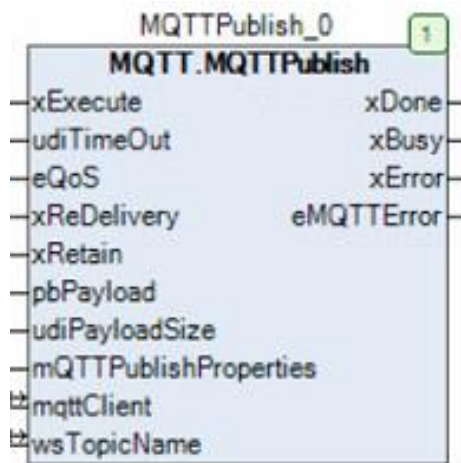 MQTTPublish_0
1
MQTT.MQTTPublish
xExecute xDone
udiTimeOut xBusy
eQoS xError
xReDelivery eMQTTError
xRetain
pbPayload
udiPayloadSize
mQTTPublishProperties
mqttClient
wsTopicName